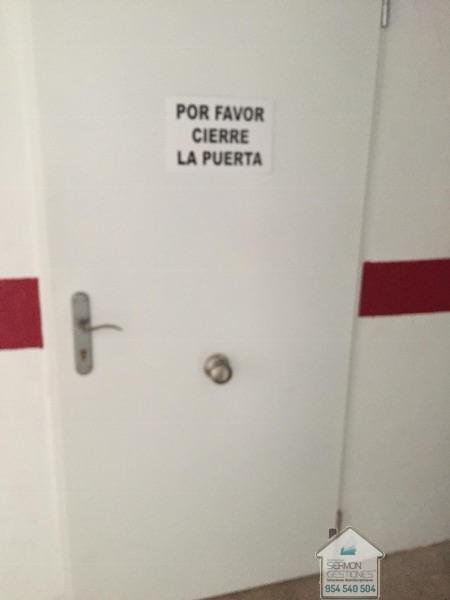 POR FAVOR
CIERRE
LA PUERTA
SERMON
GESTIONES
954 540 504